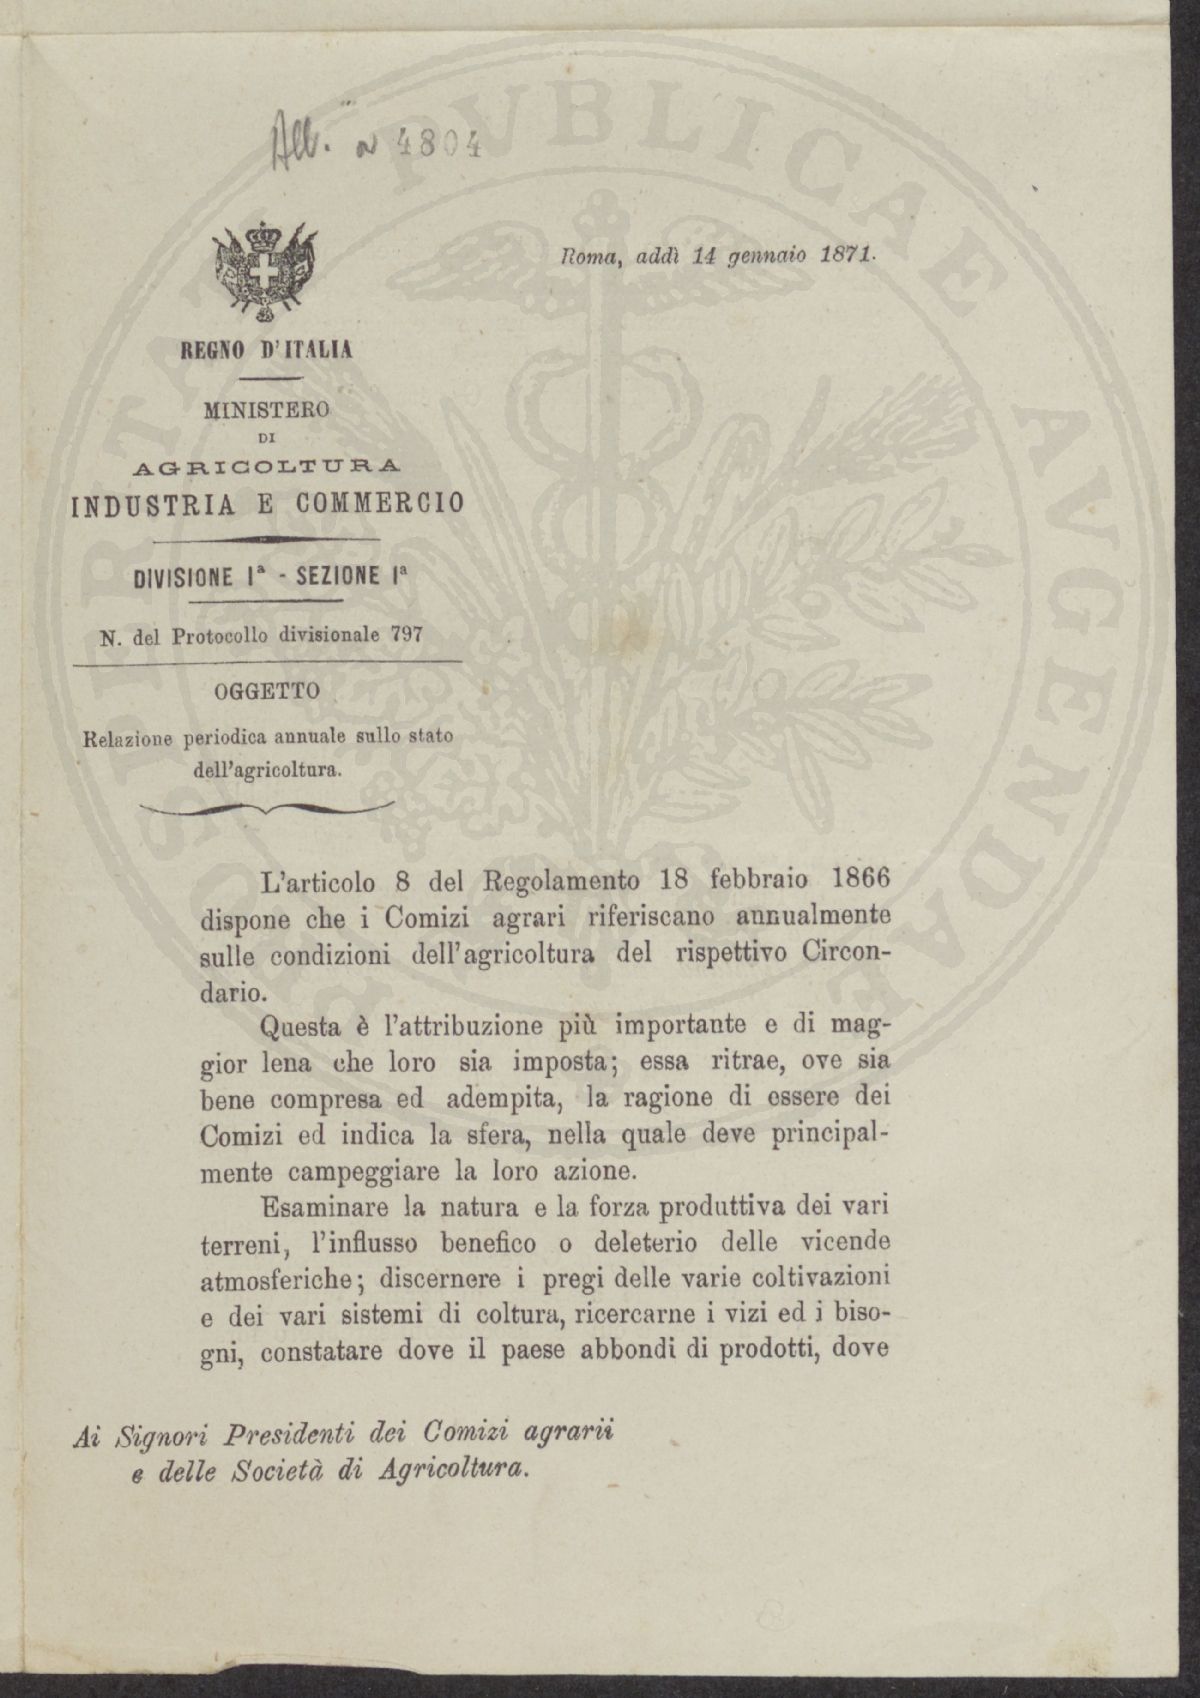 All. a 4804
Roma, addì 14 gennaio 1871.
REGNO D'ITALIA
MINISTERO
DI
AGRICOLTURA
INDUSTRIA E COMMERCIO
DIVISIONE Iª - SEZIONE Iª
N. del Protocollo divisionale 797
OGGETTO
Relazione periodica annuale sullo stato
dell'agricoltura.
L'articolo 8 del Regolamento 18 febbraio 1866
dispone che i Comizi agrari riferiscano annualmente
sulle condizioni dell'agricoltura del rispettivo Circon-
dario.
Questa è l'attribuzione più importante e di mag-
gior lena che loro sia imposta; essa ritrae, ove sia
bene compresa ed adempita, la ragione di essere dei
Comizi ed indica la sfera, nella quale deve principal-
mente campeggiare la loro azione.
Esaminare la natura e la forza produttiva dei vari
terreni, l'influsso benefico o deleterio delle vicende
atmosferiche; discernere i pregi delle varie coltivazioni
e dei vari sistemi di coltura, ricercarne i vizi ed i biso-
gni, constatare dove il paese abbondi di prodotti, dove
Ai Signori Presidenti dei Comizi agrarii
e delle Società di Agricoltura.
PROSPERITATI PVBLICAE AVGENDAE